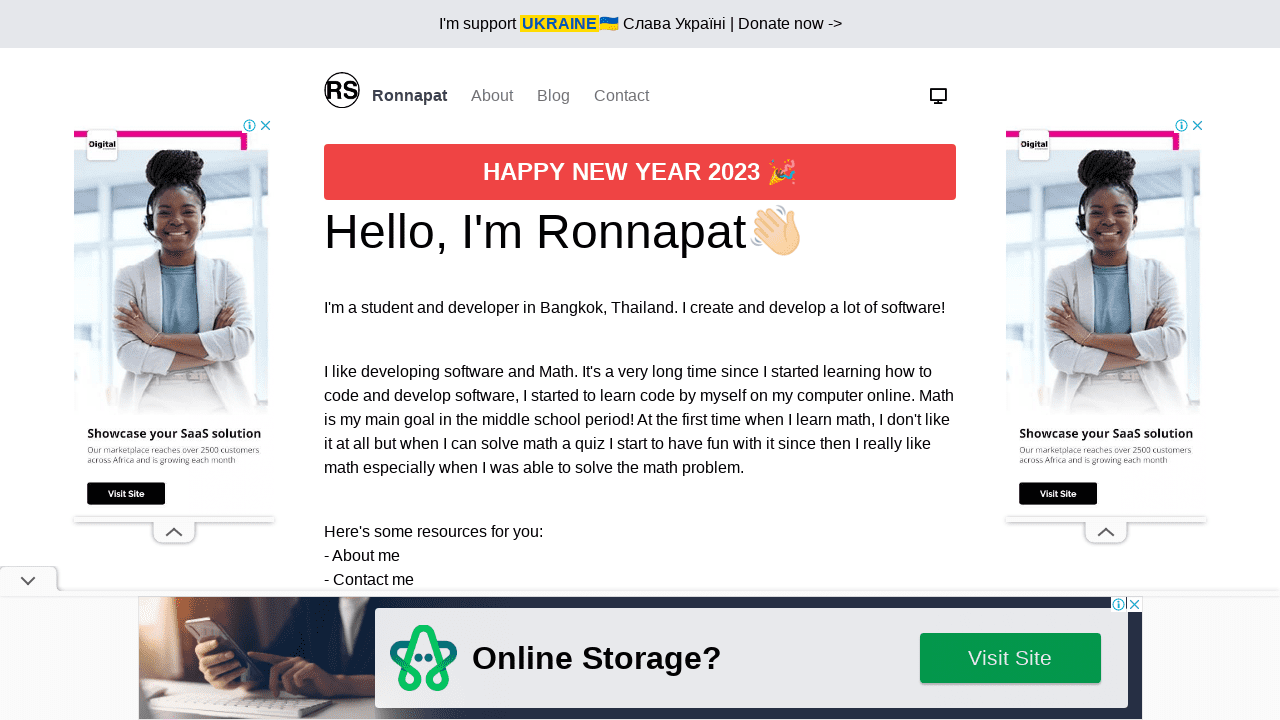 I'm support UKRAINE🇺🇦 Слава Україні | Donate now ->
RS Ronnapat About Blog Contact
HAPPY NEW YEAR 2023 🎉
Hello, I'm Ronnapat👋🏻
I'm a student and developer in Bangkok, Thailand. I create and develop a lot of software!
I like developing software and Math. It's a very long time since I started learning how to
code and develop software, I started to learn code by myself on my computer online. Math
is my main goal in the middle school period! At the first time when I learn math, I don't like
it at all but when I can solve math a quiz I start to have fun with it since then I really like
math especially when I was able to solve the math problem.
Here's some resources for you:
- About me
- Contact me
Digital
Showcase your SaaS solution
Our marketplace reaches over 2500 customers
across Africa and is growing each month
Visit Site
Digital
Showcase your SaaS solution
Our marketplace reaches over 2500 customers
across Africa and is growing each month
Visit Site
Online Storage?
Visit Site